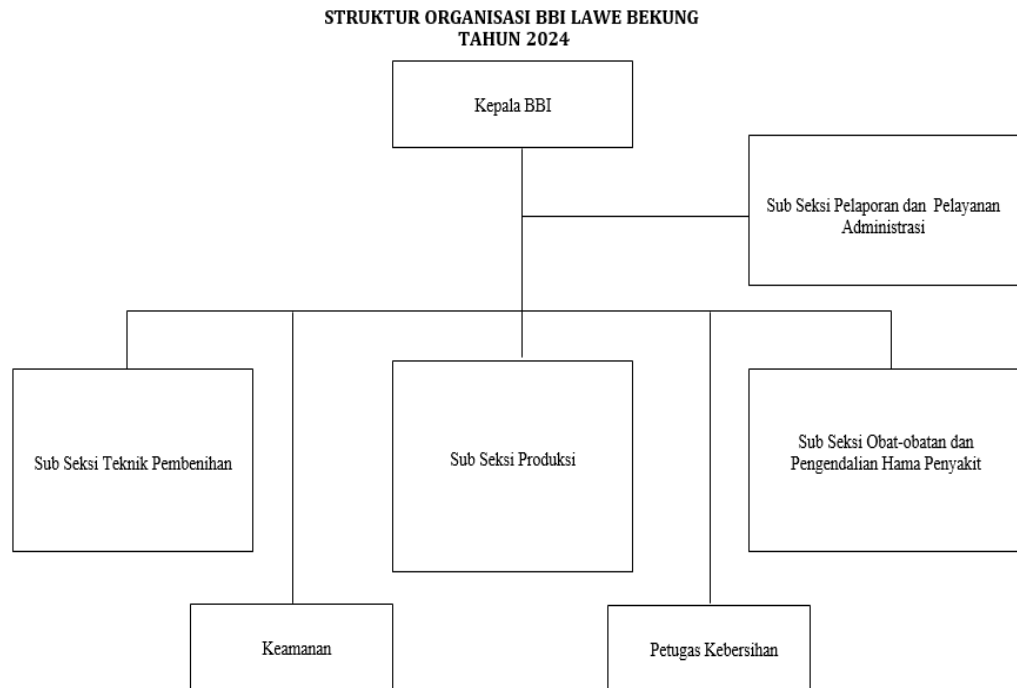 STRUKTUR ORGANISASI BBI LAWE BEKUNG
TAHUN 2024
Kepala BBI
Sub Seksi Pelaporan dan Pelayanan
Administrasi
Sub Seksi Teknik Pembenihan
Sub Seksi Produksi
Sub Seksi Obat-obatan dan
Pengendalian Hama Penyakit
Keamanan
Petugas Kebersihan